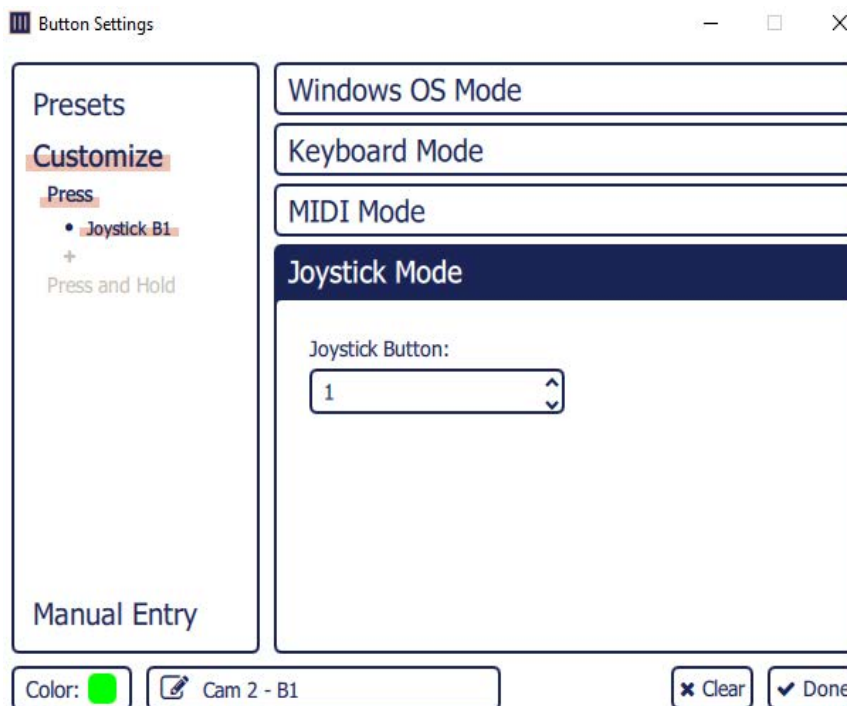 Button Settings
Presets
Customize
Press
• Joystick B1
+
Press and Hold
Manual Entry
Windows OS Mode
Keyboard Mode
MIDI Mode
Joystick Mode
Joystick Button:
1
Color:
Cam 2 - B1
Clear
Done